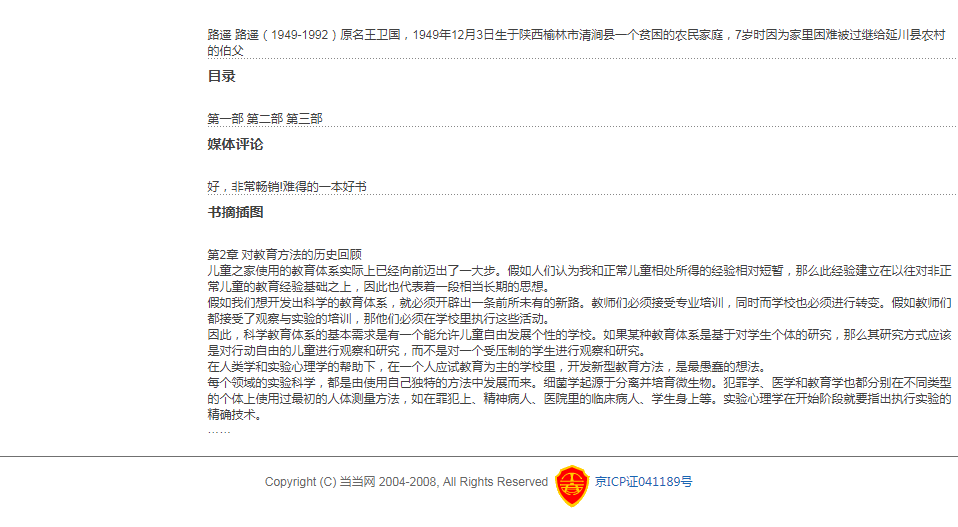 路遥 路遥（1949-1992）原名王卫国，1949年12月3日生于陕西榆林市清涧县一个贫困的农民家庭，7岁时因为家里困难被过继给延川县农村
的伯父
目录
第一部 第二部 第三部
媒体评论
好，非常畅销!难得的一本好书
书摘插图
第2章 对教育方法的历史回顾
儿童之家使用的教育体系实际上已经向前迈出了一大步。假如人们认为我和正常儿童相处所得的经验相对短暂，那么此经验建立在以往对非正
常儿童的教育经验基础之上，因此也代表着一段相当长期的思想。
假如我们想开发出科学的教育体系，就必须开辟出一条前所未有的新路。教师们必须接受专业培训，同时而学校也必须进行转变。假如教师们
都接受了观察与实验的培训，那他们必须在学校里执行这些活动。
因此，科学教育体系的基本需求是有一个能允许儿童自由发展个性的学校。如果某种教育体系是基于对学生个体的研究，那么其研究方式应该
是对行动自由的儿童进行观察和研究，而不是对一个受压制的学生进行观察和研究。
在人类学和实验心理学的帮助下，在一个人应试教育为主的学校里，开发新型教育方法，是最愚蠢的想法。
每个领域的实验科学，都是由使用自己独特的方法中发展而来。细菌学起源于分离并培育微生物。犯罪学、医学和教育学也都分别在不同类型
的个体上使用过最初的人体测量方法，如在罪犯上、精神病人、医院里的临床病人、学生身上等。实验心理学在开始阶段就要指出执行实验的
精确技术。
……
Copyright (C) 当当网 2004-2008, All Rights Reserved 京ICP证041189号